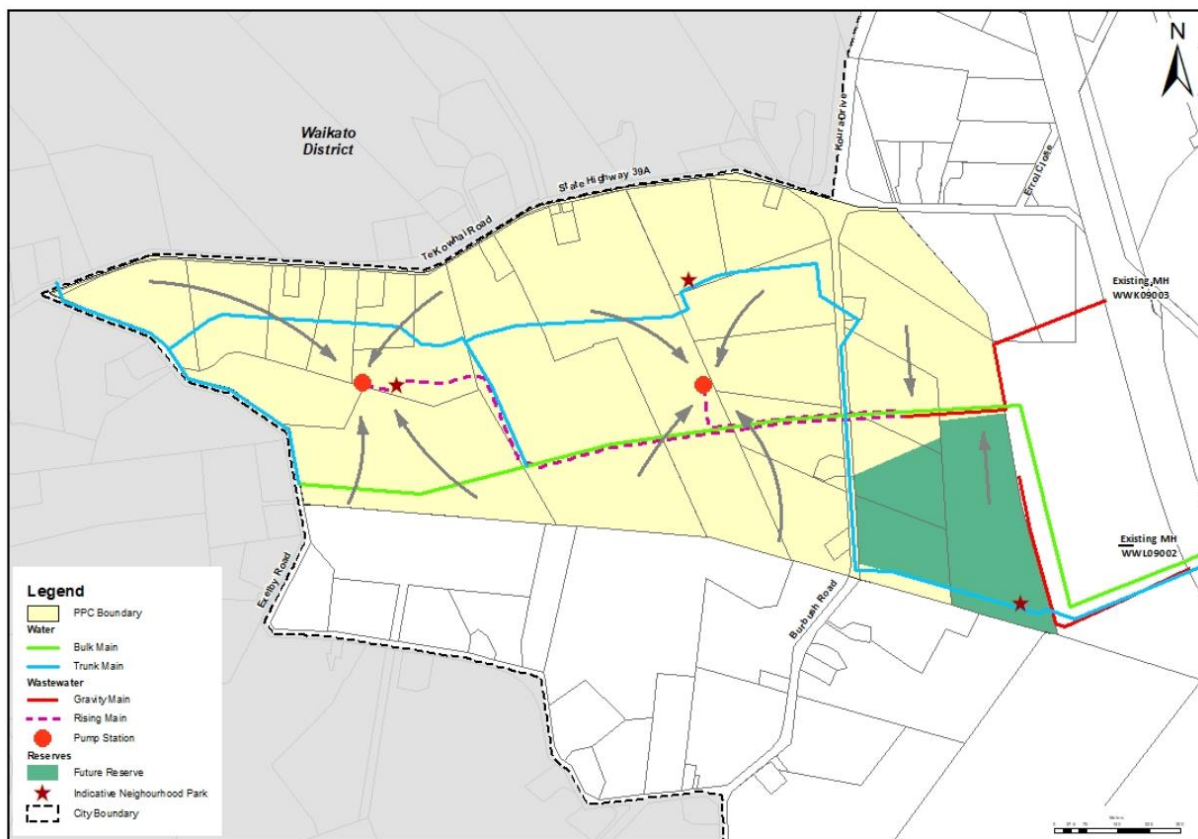 N
Waikato
District
State Highway 39A
Te Kowhai Road
Koura Drive
Errol Close
Existing MH
WWK09003
Existing MH
WWL09002
Exelby Road
Burbush Road
Legend
PPC Boundary
Water
Bulk Main
Trunk Main
Wastewater
Gravity Main
Rising Main
Pump Station
Reserves
Future Reserve
Indicative Neighourhood Park
City Boundary